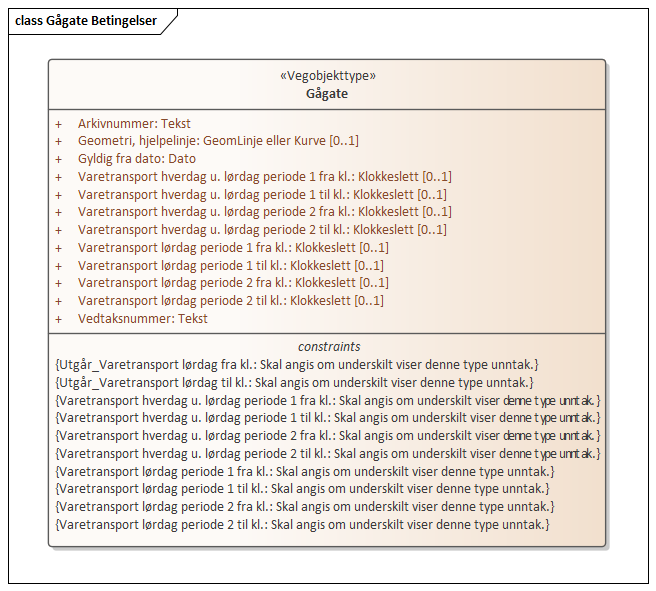 class Gågate Betingelser
«Vegobjekttype»
Gågate
+ Arkivnummer: Tekst
+ Geometri, hjelpelinje: GeomLinje eller Kurve [0..1]
+ Gyldig fra dato: Dato
+ Varetransport hverdag u. lørdag periode 1 fra kl.: Klokkeslett [0..1]
+ Varetransport hverdag u. lørdag periode 1 til kl.: Klokkeslett [0..1]
+ Varetransport hverdag u. lørdag periode 2 fra kl.: Klokkeslett [0..1]
+ Varetransport hverdag u. lørdag periode 2 til kl.: Klokkeslett [0..1]
+ Varetransport lørdag periode 1 fra kl.: Klokkeslett [0..1]
+ Varetransport lørdag periode 1 til kl.: Klokkeslett [0..1]
+ Varetransport lørdag periode 2 fra kl.: Klokkeslett [0..1]
+ Varetransport lørdag periode 2 til kl.: Klokkeslett [0..1]
+ Vedtaksnummer: Tekst
constraints
{Utgår_Varetransport lørdag fra kl.: Skal angis om underskilt viser denne type unntak.}
{Utgår_Varetransport lørdag til kl.: Skal angis om underskilt viser denne type unntak.}
{Varetransport hverdag u. lørdag periode 1 fra kl.: Skal angis om underskilt viser denne type unntak.}
{Varetransport hverdag u. lørdag periode 1 til kl.: Skal angis om underskilt viser denne type unntak.}
{Varetransport hverdag u. lørdag periode 2 fra kl.: Skal angis om underskilt viser denne type unntak.}
{Varetransport hverdag u. lørdag periode 2 til kl.: Skal angis om underskilt viser denne type unntak.}
{Varetransport lørdag periode 1 fra kl.: Skal angis om underskilt viser denne type unntak.}
{Varetransport lørdag periode 1 til kl.: Skal angis om underskilt viser denne type unntak.}
{Varetransport lørdag periode 2 fra kl.: Skal angis om underskilt viser denne type unntak.}
{Varetransport lørdag periode 2 til kl.: Skal angis om underskilt viser denne type unntak.}